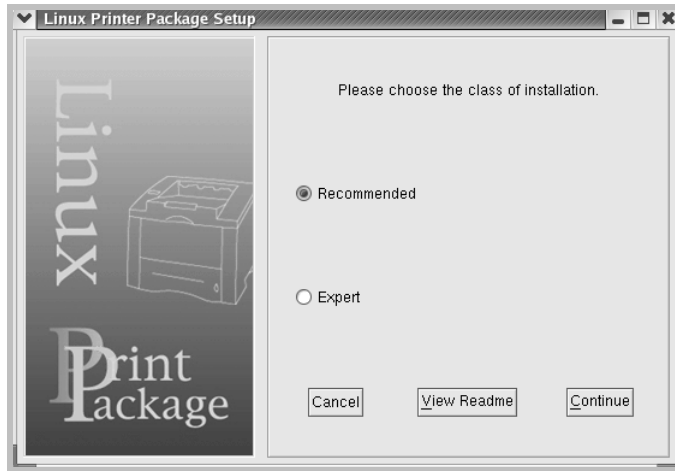 Linux Printer Package Setup
Linux
Please choose the class of installation.
Recommended
Expert
Print
Package
Cancel
View Readme
Continue